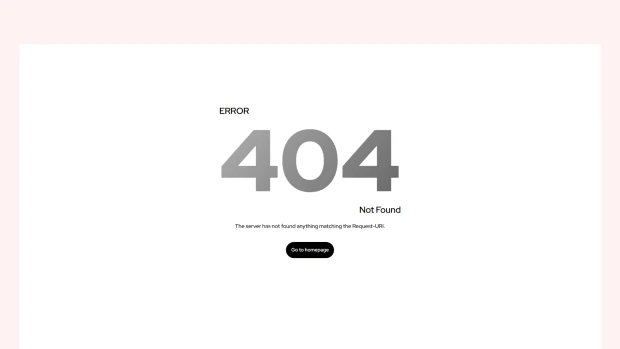 ERROR
404
Not Found
The server has not found anything matching the Request-URI.
Go to homepage